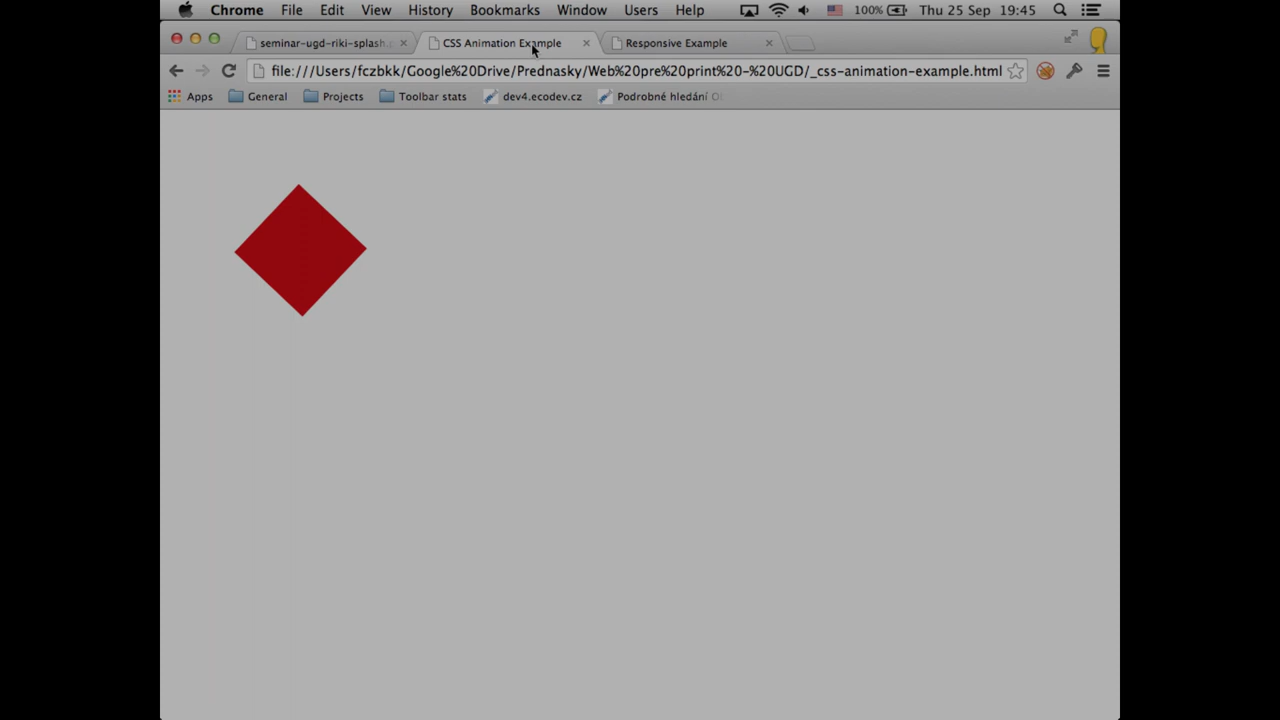 Chrome File Edit View History Bookmarks Window Users Help 100% Thu 25 Sep 19:45
seminar-ugd-riki-splash. CSS Animation Example Responsive Example
file:///Users/fczbkk/Google%20Drive/Prednasky/Web%20pre%20print%20-%20UGD/_css-animation-example.html
Apps General Projects Toolbar stats dev4.ecodev.cz Podrobné hledání